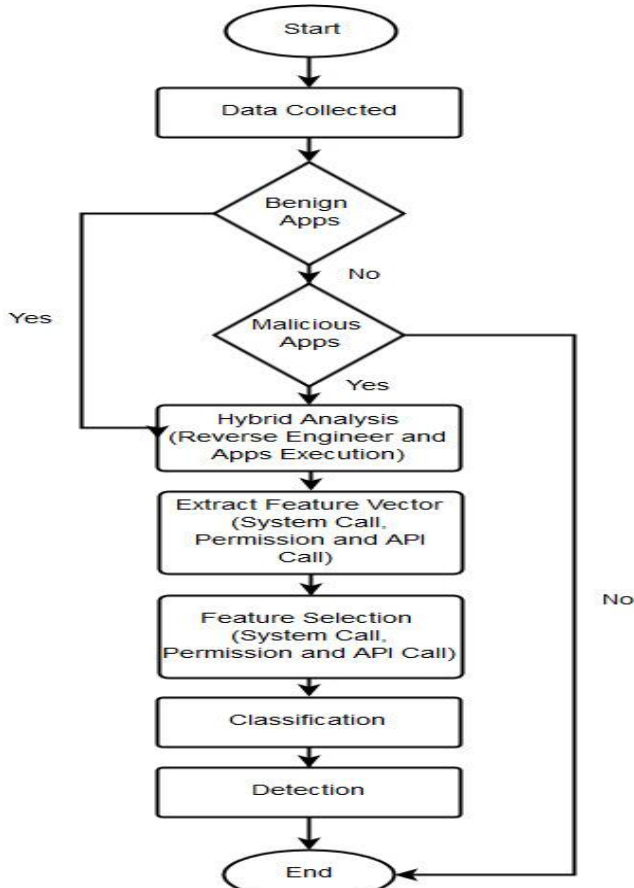 Start
Data Collected
Benign
Apps
No
Yes
Malicious
Apps
Yes
Hybrid Analysis
(Reverse Engineer and
Apps Execution)
Extract Feature Vector
(System Call,
Permission and API
Call)
No
Feature Selection
(System Call,
Permission and API Call)
Classification
Detection
End